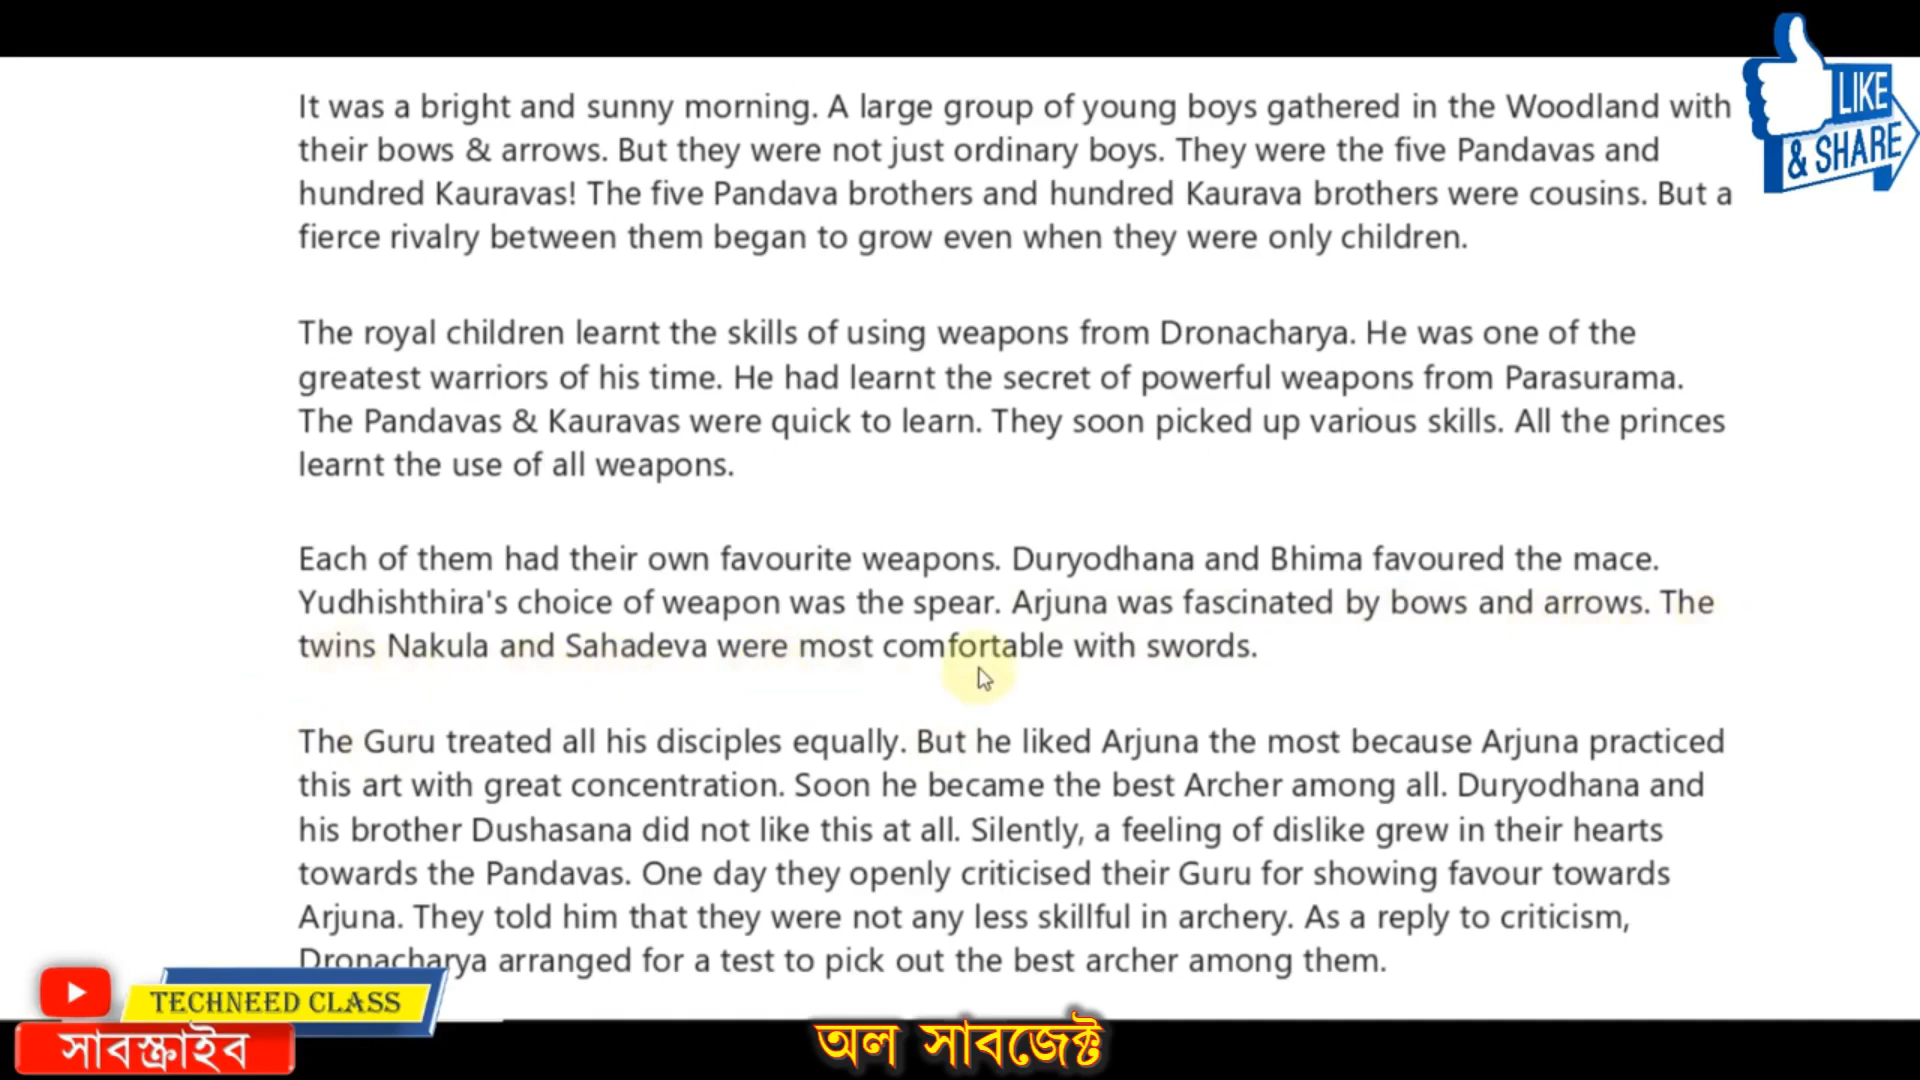 LIKE
& SHARE
It was a bright and sunny morning. A large group of young boys gathered in the Woodland with
their bows & arrows. But they were not just ordinary boys. They were the five Pandavas and
hundred Kauravas! The five Pandava brothers and hundred Kaurava brothers were cousins. But a
fierce rivalry between them began to grow even when they were only children.
The royal children learnt the skills of using weapons from Dronacharya. He was one of the
greatest warriors of his time. He had learnt the secret of powerful weapons from Parasurama.
The Pandavas & Kauravas were quick to learn. They soon picked up various skills. All the princes
learnt the use of all weapons.
Each of them had their own favourite weapons. Duryodhana and Bhima favoured the mace.
Yudhishthira's choice of weapon was the spear. Arjuna was fascinated by bows and arrows. The
twins Nakula and Sahadeva were most comfortable with swords.
The Guru treated all his disciples equally. But he liked Arjuna the most because Arjuna practiced
this art with great concentration. Soon he became the best Archer among all. Duryodhana and
his brother Dushasana did not like this at all. Silently, a feeling of dislike grew in their hearts
towards the Pandavas. One day they openly criticised their Guru for showing favour towards
Arjuna. They told him that they were not any less skillful in archery. As a reply to criticism,
Dronacharya arranged for a test to pick out the best archer among them.
TECHNEED CLASS
সাবস্ক্রাইব
অল সাবজেক্ট